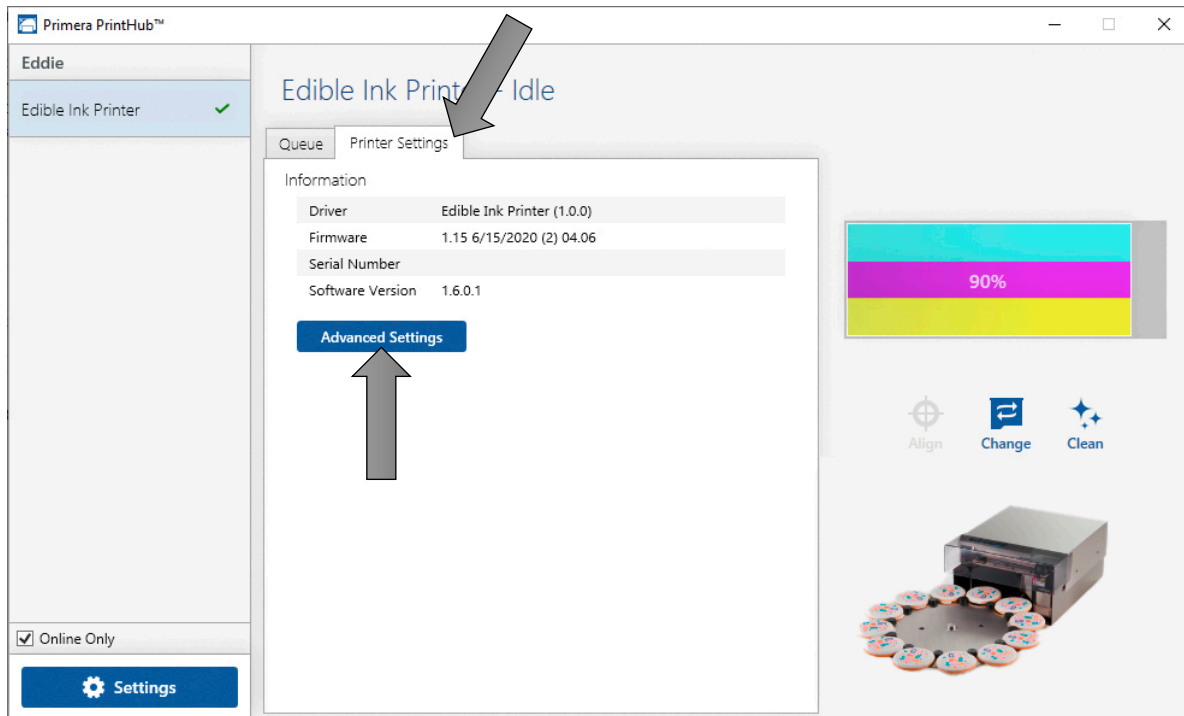 Primera PrintHub™
Eddie
Edible Ink Printer
Online Only
Settings
Edible Ink Printer - Idle
Queue
Printer Settings
Information
Driver Edible Ink Printer (1.0.0)
Firmware 1.15 6/15/2020 (2) 04.06
Serial Number
Software Version 1.6.0.1
Advanced Settings
90%
Align Change Clean